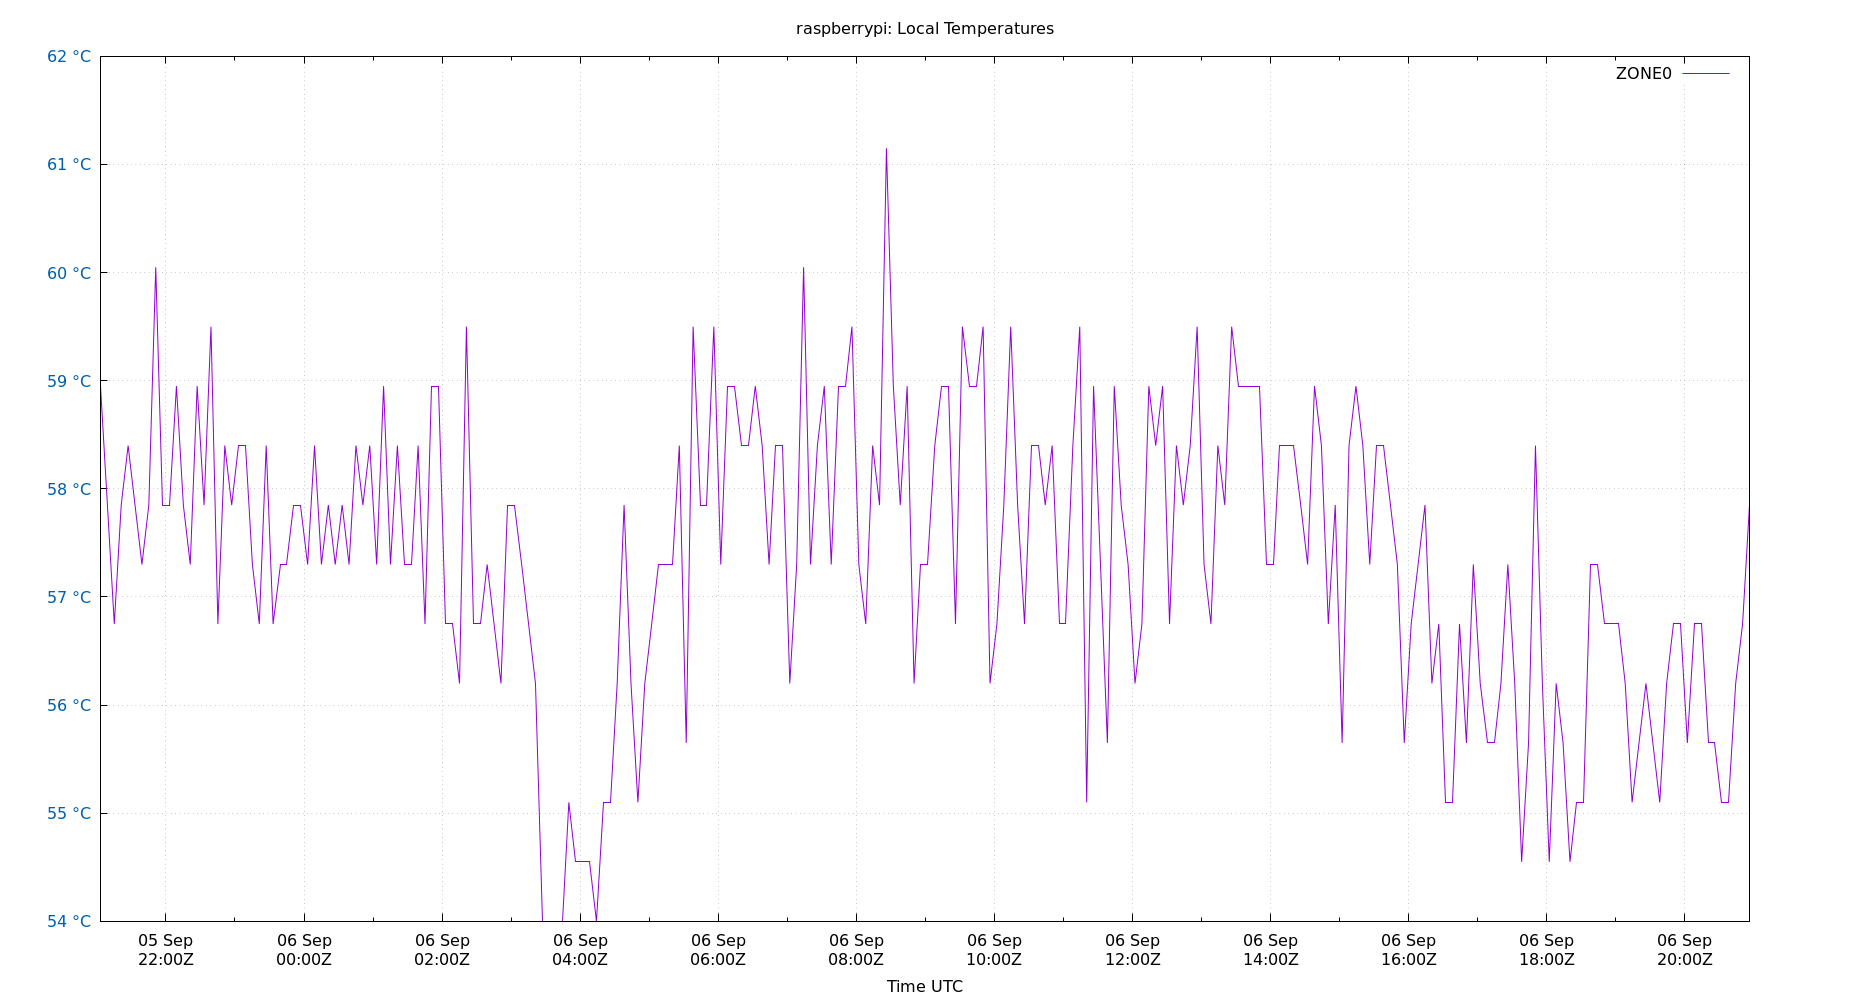 raspberrypi: Local Temperatures
62 °C
ZONE0
61 °C
60 °C
59 °C
58 °C
57 °C
56 °C
55 °C
54 °C
05 Sep 06 Sep 06 Sep 06 Sep 06 Sep 06 Sep 06 Sep 06 Sep 06 Sep 06 Sep 06 Sep 06 Sep
22:00Z 00:00Z 02:00Z 04:00Z 06:00Z 08:00Z 10:00Z 12:00Z 14:00Z 16:00Z 18:00Z 20:00Z
Time UTC